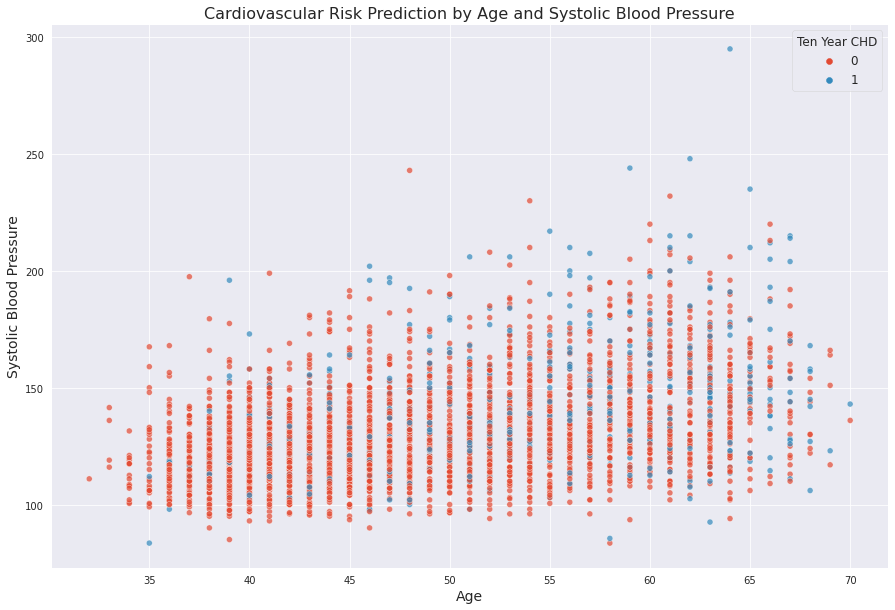 Cardiovascular Risk Prediction by Age and Systolic Blood Pressure
Ten Year CHD
0
1
300
250
200
150
100
Systolic Blood Pressure
35 40 45 50 55 60 65 70
Age